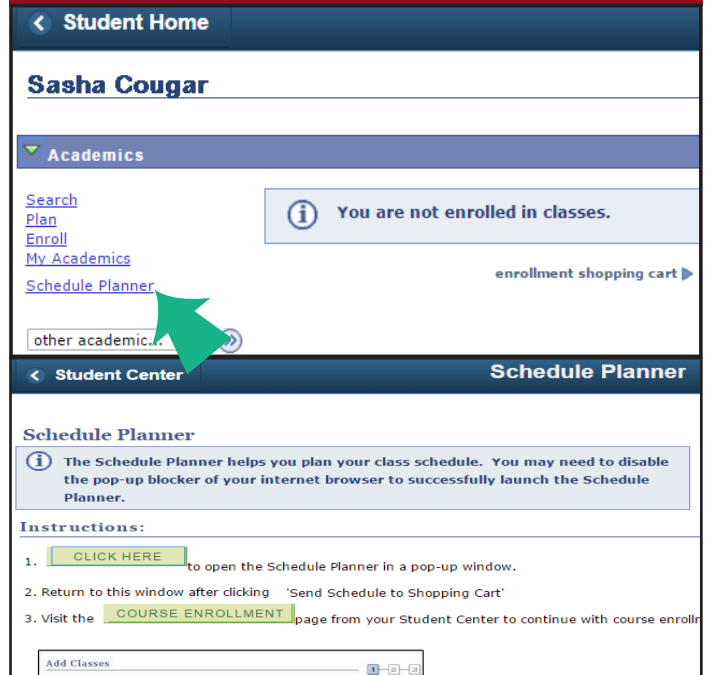 Student Home
Sasha Cougar
Academics
Search
Plan
Enroll
My Academics
Schedule Planner
You are not enrolled in classes.
enrollment shopping cart
other academic...
Student Center
Schedule Planner
Schedule Planner
The Schedule Planner helps you plan your class schedule. You may need to disable
the pop-up blocker of your internet browser to successfully launch the Schedule
Planner.
Instructions:
1. CLICK HERE to open the Schedule Planner in a pop-up window.
2. Return to this window after clicking 'Send Schedule to Shopping Cart'
3. Visit the COURSE ENROLLMENT page from your Student Center to continue with course enrollm
Add Classes
1 2 3